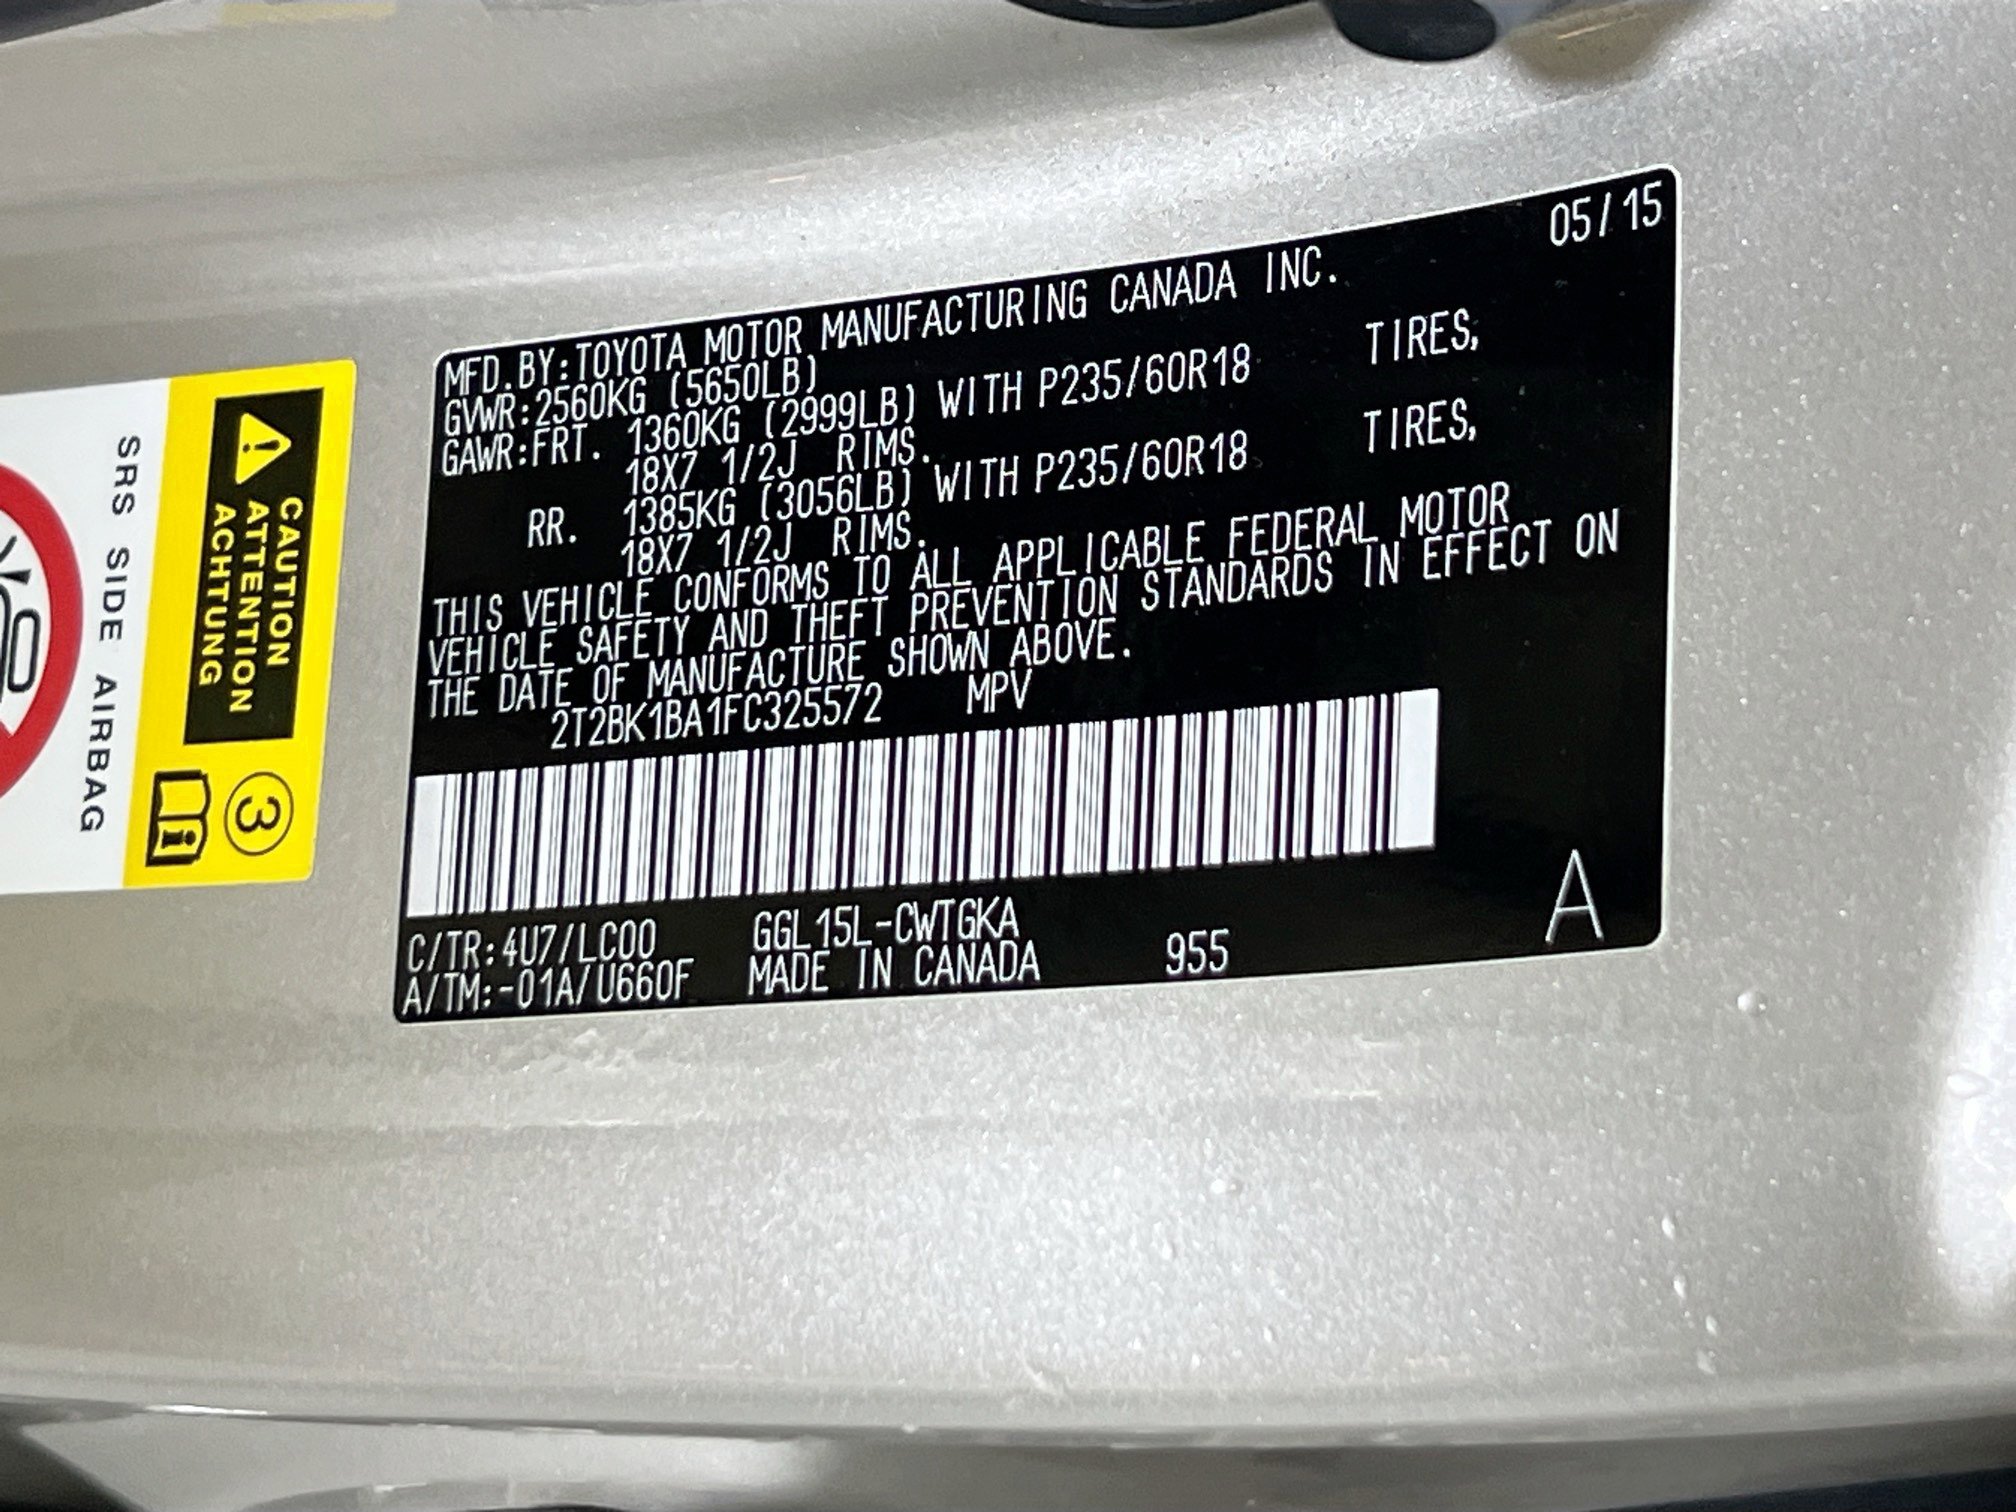 05/15
MFD.BY:TOYOTA MOTOR MANUFACTURING CANADA INC.
GVWR:2560KG (5650LB)
GAWR:FRT. 1360KG (2999LB) WITH P235/60R18 TIRES,
18X7 1/2J RIMS.
RR. 1385KG (3056LB) WITH P235/60R18 TIRES,
18X7 1/2J RIMS.
THIS VEHICLE CONFORMS TO ALL APPLICABLE FEDERAL MOTOR
VEHICLE SAFETY AND THEFT PREVENTION STANDARDS IN EFFECT ON
THE DATE OF MANUFACTURE SHOWN ABOVE.
2T2BK1BA1FC325572 MPV
C/TR:4U7/LC00 GGL15L-CWTGKA
A/TM:-01A/U660F MADE IN CANADA 955
A
CAUTION
ATTENTION
ACHTUNG
3
i
SRS SIDE AIRBAG